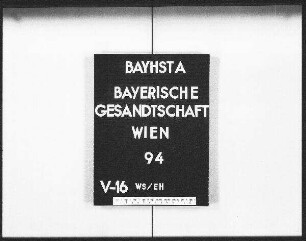 BAYHSTA
BAYERISCHE
GESANDTSCHAFT
WIEN
94
V-16 WS/EH